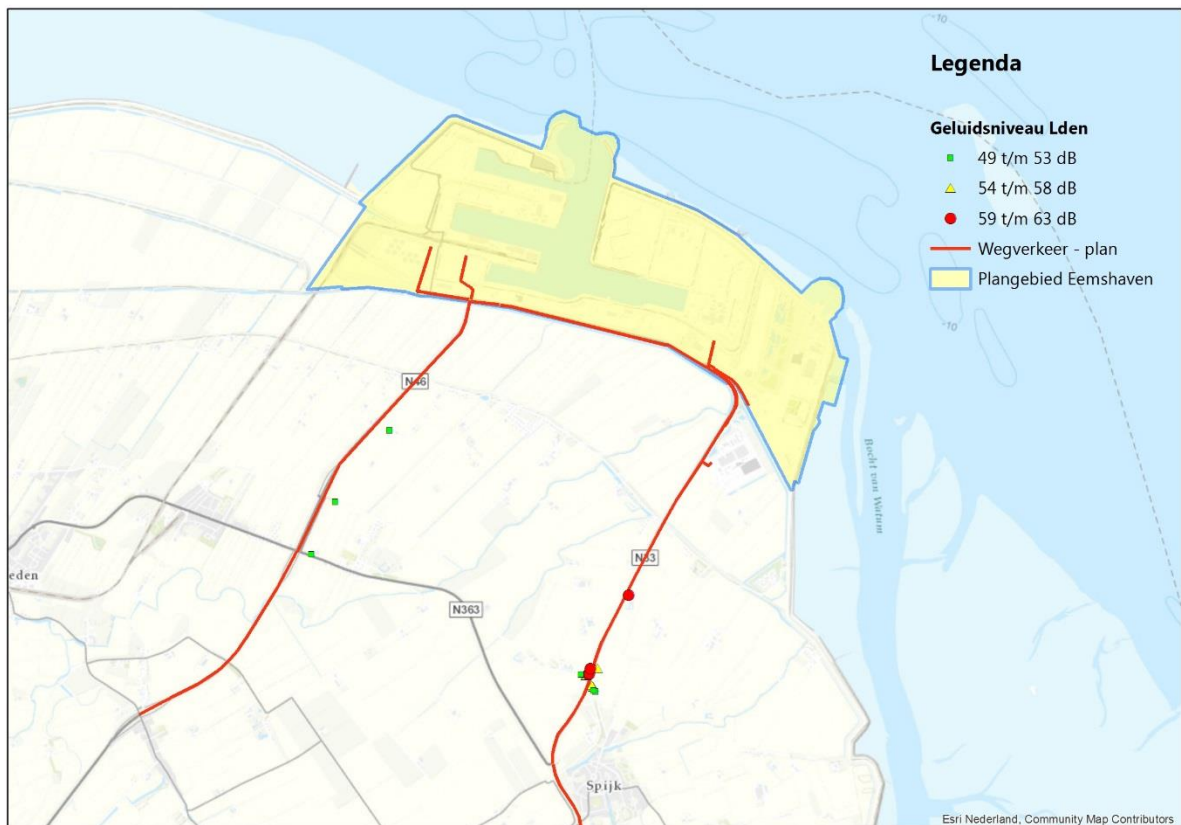 Legenda
Geluidsniveau Lden
49 t/m 53 dB
54 t/m 58 dB
59 t/m 63 dB
Wegverkeer - plan
Plangebied Eemshaven
-10
-10
N46
Bocht van Watum
N33
eden
N363
Spijk
Esri Nederland, Community Map Contributors